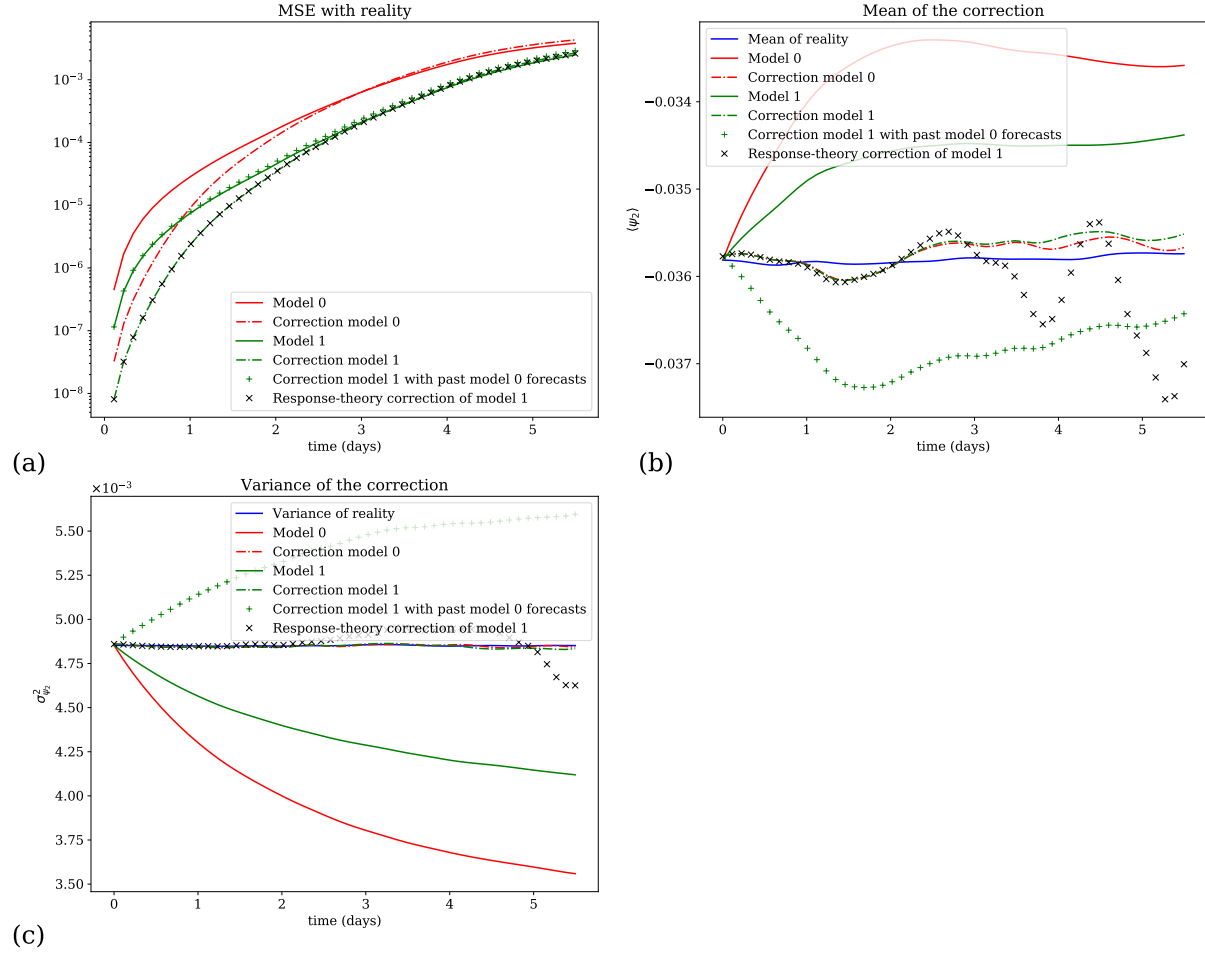 MSE with reality
10⁻³
10⁻⁴
10⁻⁵
10⁻⁶
10⁻⁷
10⁻⁸
Model 0
Correction model 0
Model 1
Correction model 1
Correction model 1 with past model 0 forecasts
Response-theory correction of model 1
0 1 2 3 4 5
time (days)
(a)
Mean of the correction
Mean of reality
Model 0
Correction model 0
Model 1
Correction model 1
Correction model 1 with past model 0 forecasts
Response-theory correction of model 1
−0.034
−0.035
−0.036
−0.037
⟨ψ₂⟩
0 1 2 3 4 5
time (days)
(b)
×10⁻³
Variance of the correction
Variance of reality
Model 0
Correction model 0
Model 1
Correction model 1
Correction model 1 with past model 0 forecasts
Response-theory correction of model 1
5.50
5.25
5.00
4.75
4.50
4.25
4.00
3.75
3.50
σ²_ψ₂
0 1 2 3 4 5
time (days)
(c)